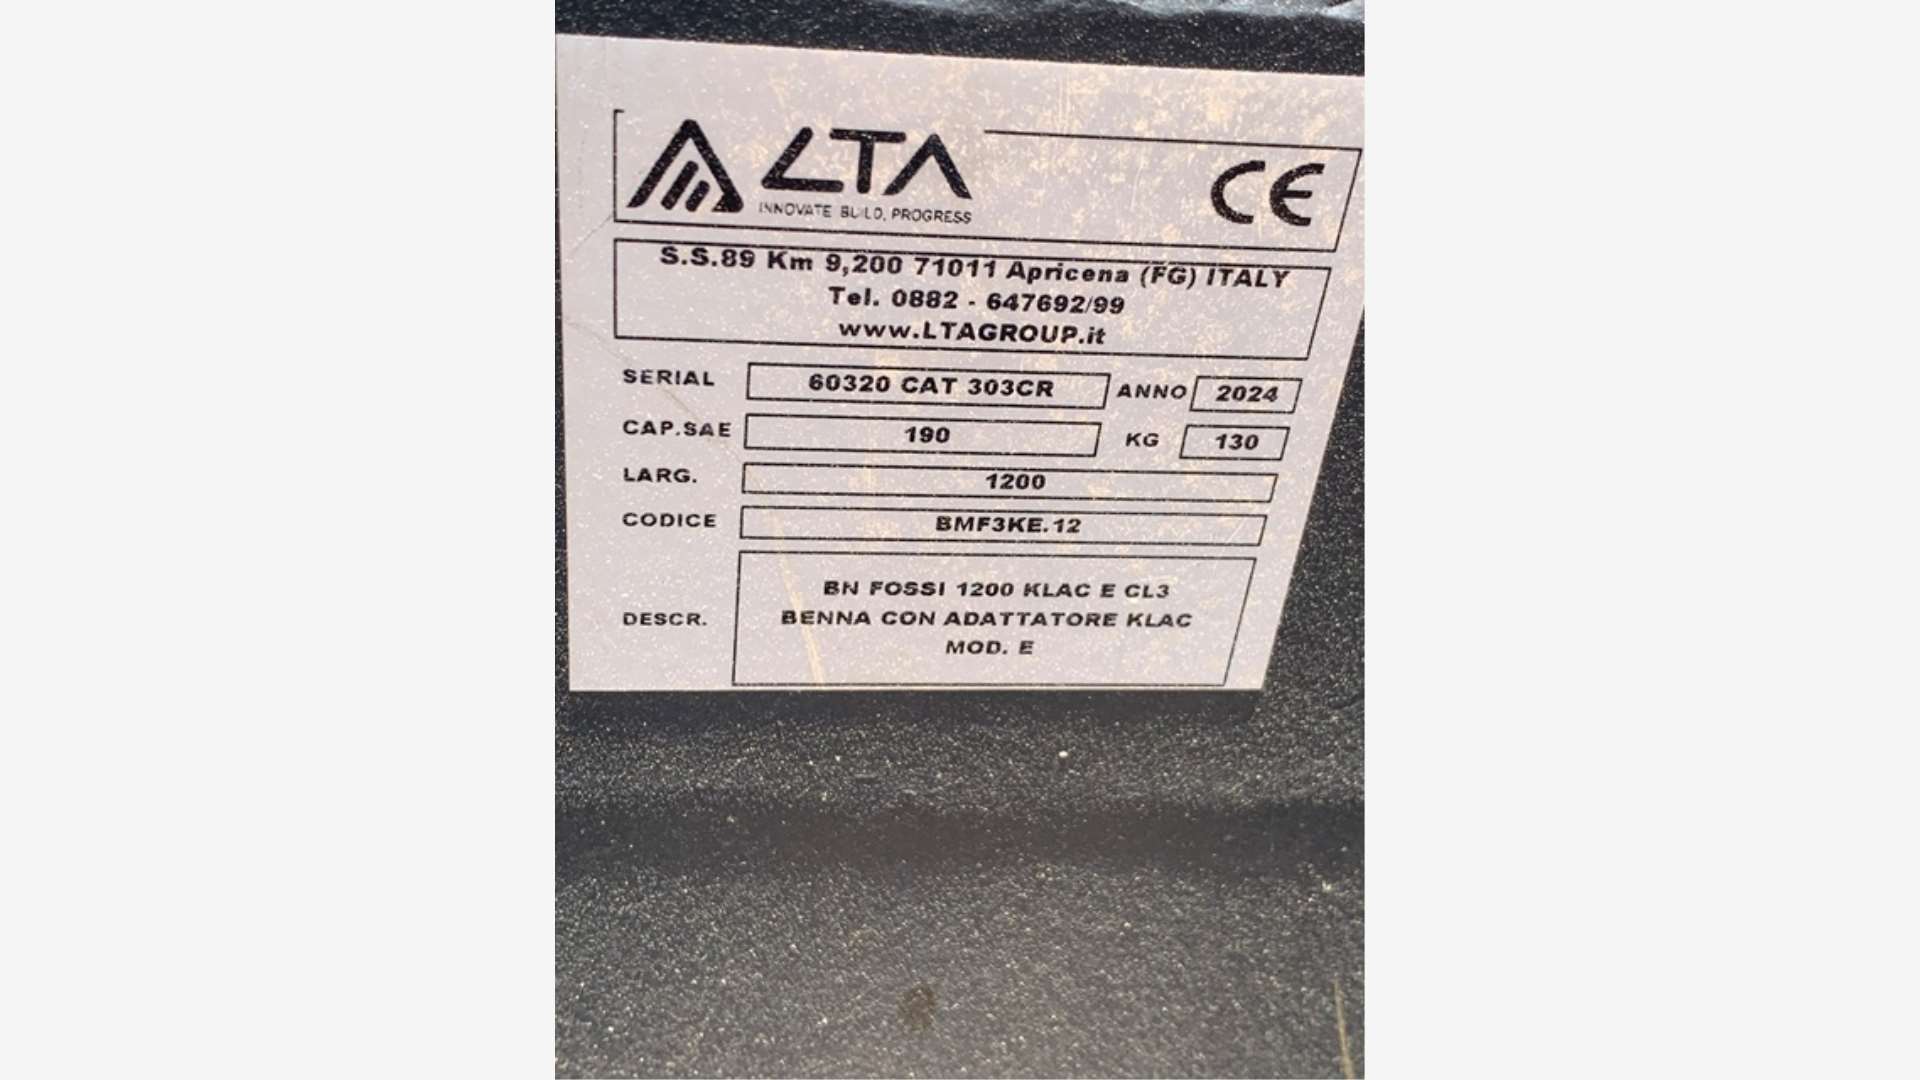 LTA
INNOVATE. BUILD. PROGRESS
CE
S.S.89 Km 9,200 71011 Apricena (FG) ITALY
Tel. 0882 - 647692/99
www.LTAGROUP.it
SERIAL 60320 CAT 303CR ANNO 2024
CAP.SAE 190 KG 130
LARG. 1200
CODICE BMF3KE.12
DESCR. BN FOSSI 1200 KLAC E CL3
BENNA CON ADATTATORE KLAC
MOD. E